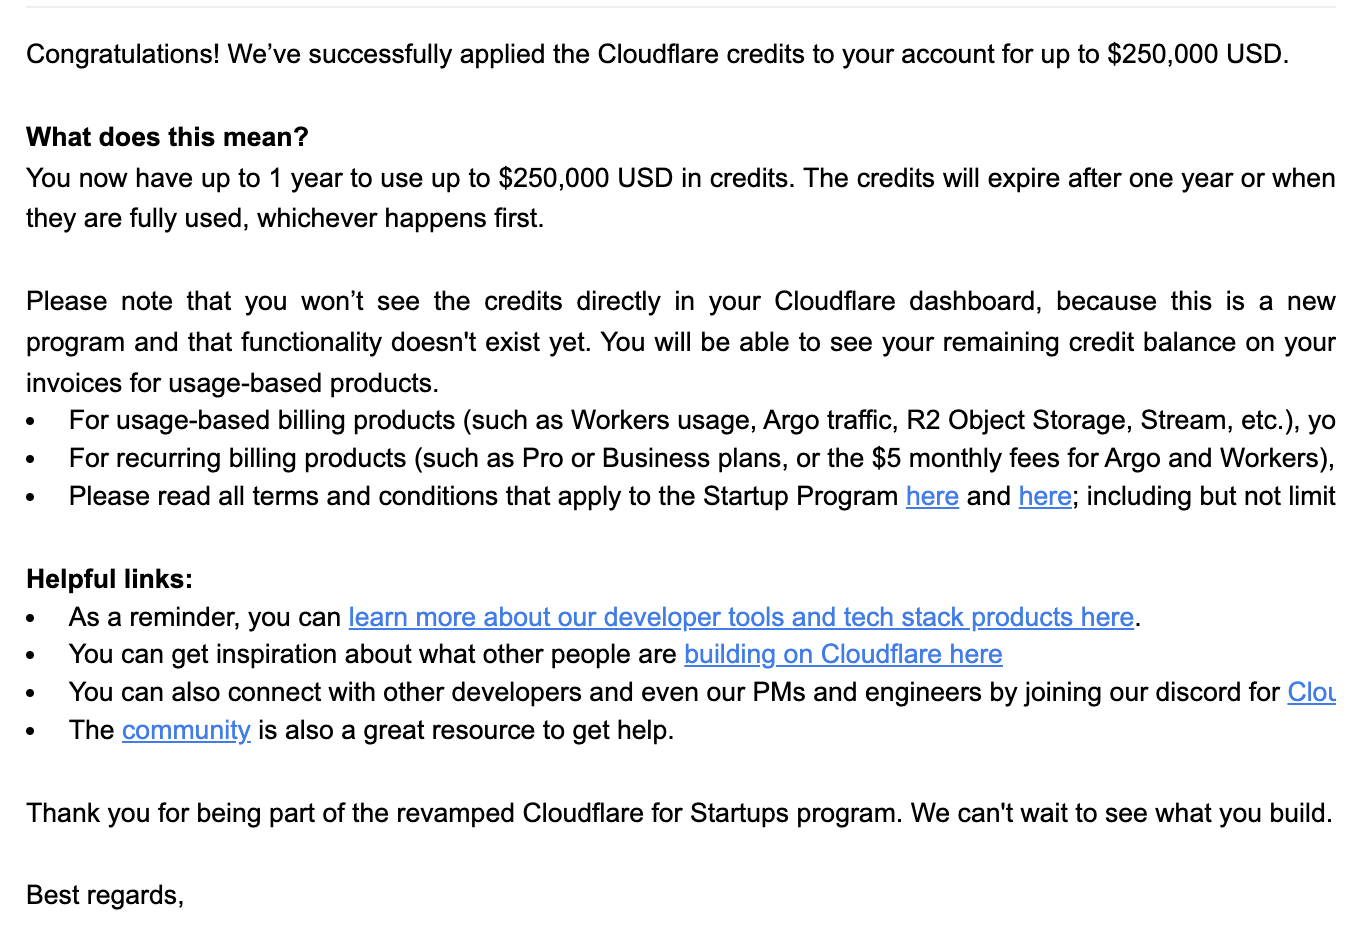 Congratulations! We’ve successfully applied the Cloudflare credits to your account for up to $250,000 USD.
What does this mean?
You now have up to 1 year to use up to $250,000 USD in credits. The credits will expire after one year or when
they are fully used, whichever happens first.
Please note that you won’t see the credits directly in your Cloudflare dashboard, because this is a new
program and that functionality doesn't exist yet. You will be able to see your remaining credit balance on your
invoices for usage-based products.
• For usage-based billing products (such as Workers usage, Argo traffic, R2 Object Storage, Stream, etc.), yo
• For recurring billing products (such as Pro or Business plans, or the $5 monthly fees for Argo and Workers),
• Please read all terms and conditions that apply to the Startup Program here and here; including but not limit
Helpful links:
• As a reminder, you can learn more about our developer tools and tech stack products here.
• You can get inspiration about what other people are building on Cloudflare here
• You can also connect with other developers and even our PMs and engineers by joining our discord for Clou
• The community is also a great resource to get help.
Thank you for being part of the revamped Cloudflare for Startups program. We can't wait to see what you build.
Best regards,